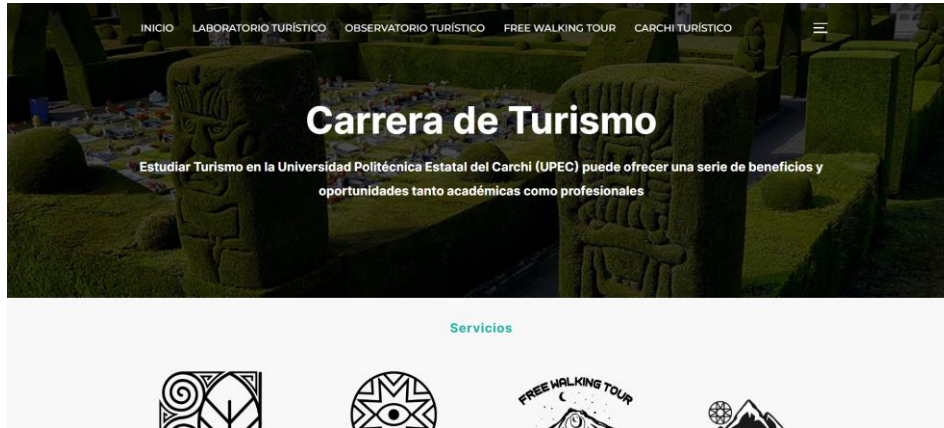 INICIO LABORATORIO TURÍSTICO OBSERVATORIO TURÍSTICO FREE WALKING TOUR CARCHI TURÍSTICO
Carrera de Turismo
Estudiar Turismo en la Universidad Politécnica Estatal del Carchi (UPEC) puede ofrecer una serie de beneficios y
oportunidades tanto académicas como profesionales
Servicios
FREE WALKING TOUR